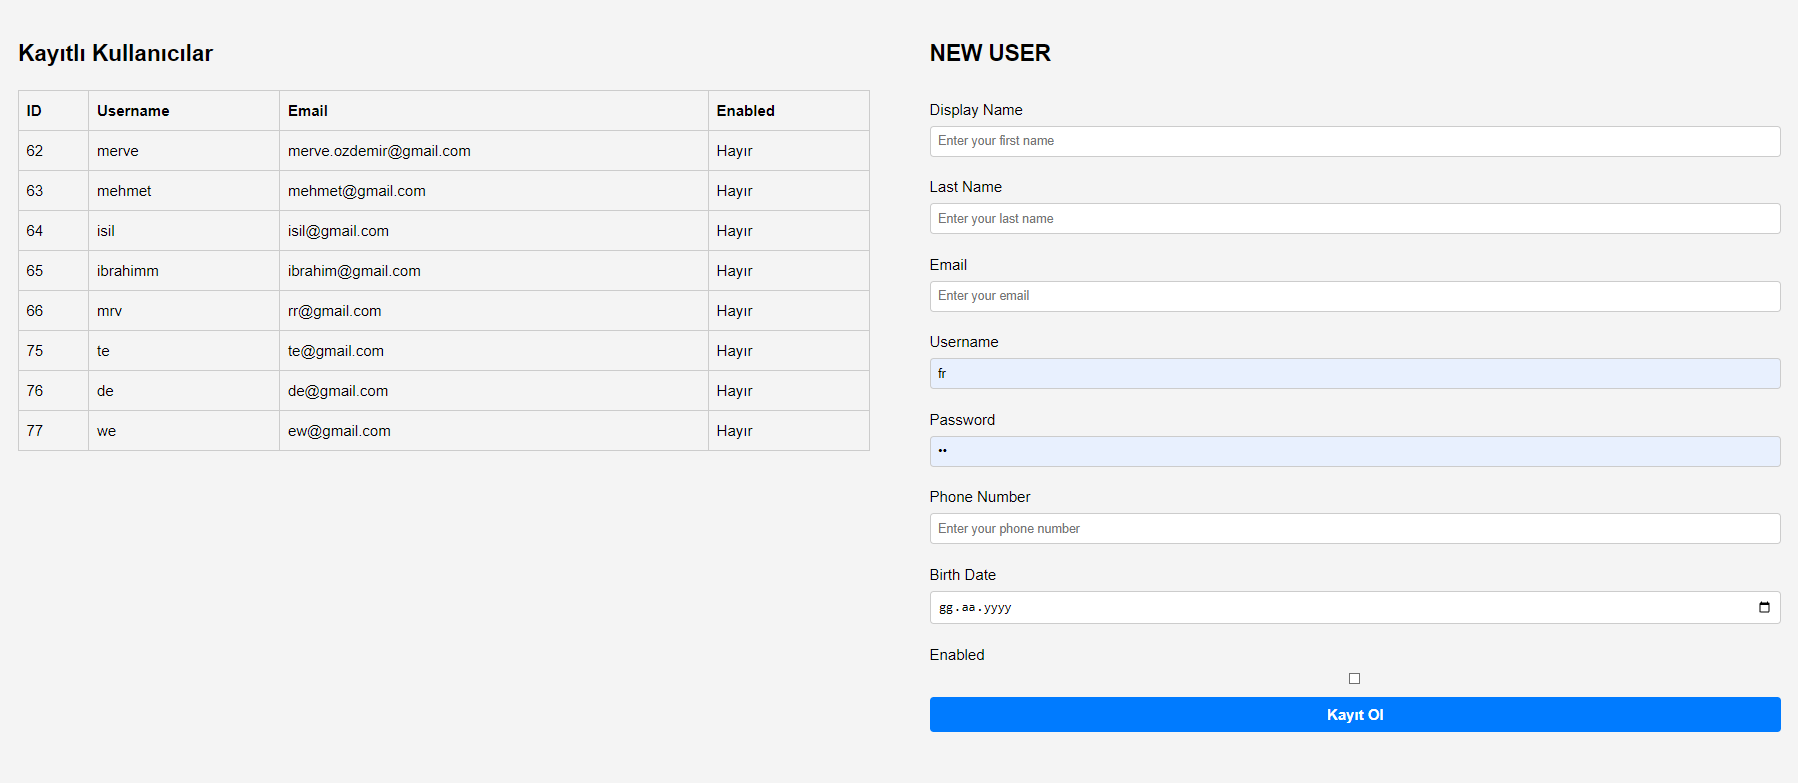 Kayıtlı Kullanıcılar
ID Username Email Enabled
62 merve merve.ozdemir@gmail.com Hayır
63 mehmet mehmet@gmail.com Hayır
64 isil isil@gmail.com Hayır
65 ibrahimm ibrahim@gmail.com Hayır
66 mrv rr@gmail.com Hayır
75 te te@gmail.com Hayır
76 de de@gmail.com Hayır
77 we ew@gmail.com Hayır
NEW USER
Display Name
Enter your first name
Last Name
Enter your last name
Email
Enter your email
Username
fr
Password
••
Phone Number
Enter your phone number
Birth Date
gg.aa.yyyy
Enabled
Kayıt Ol